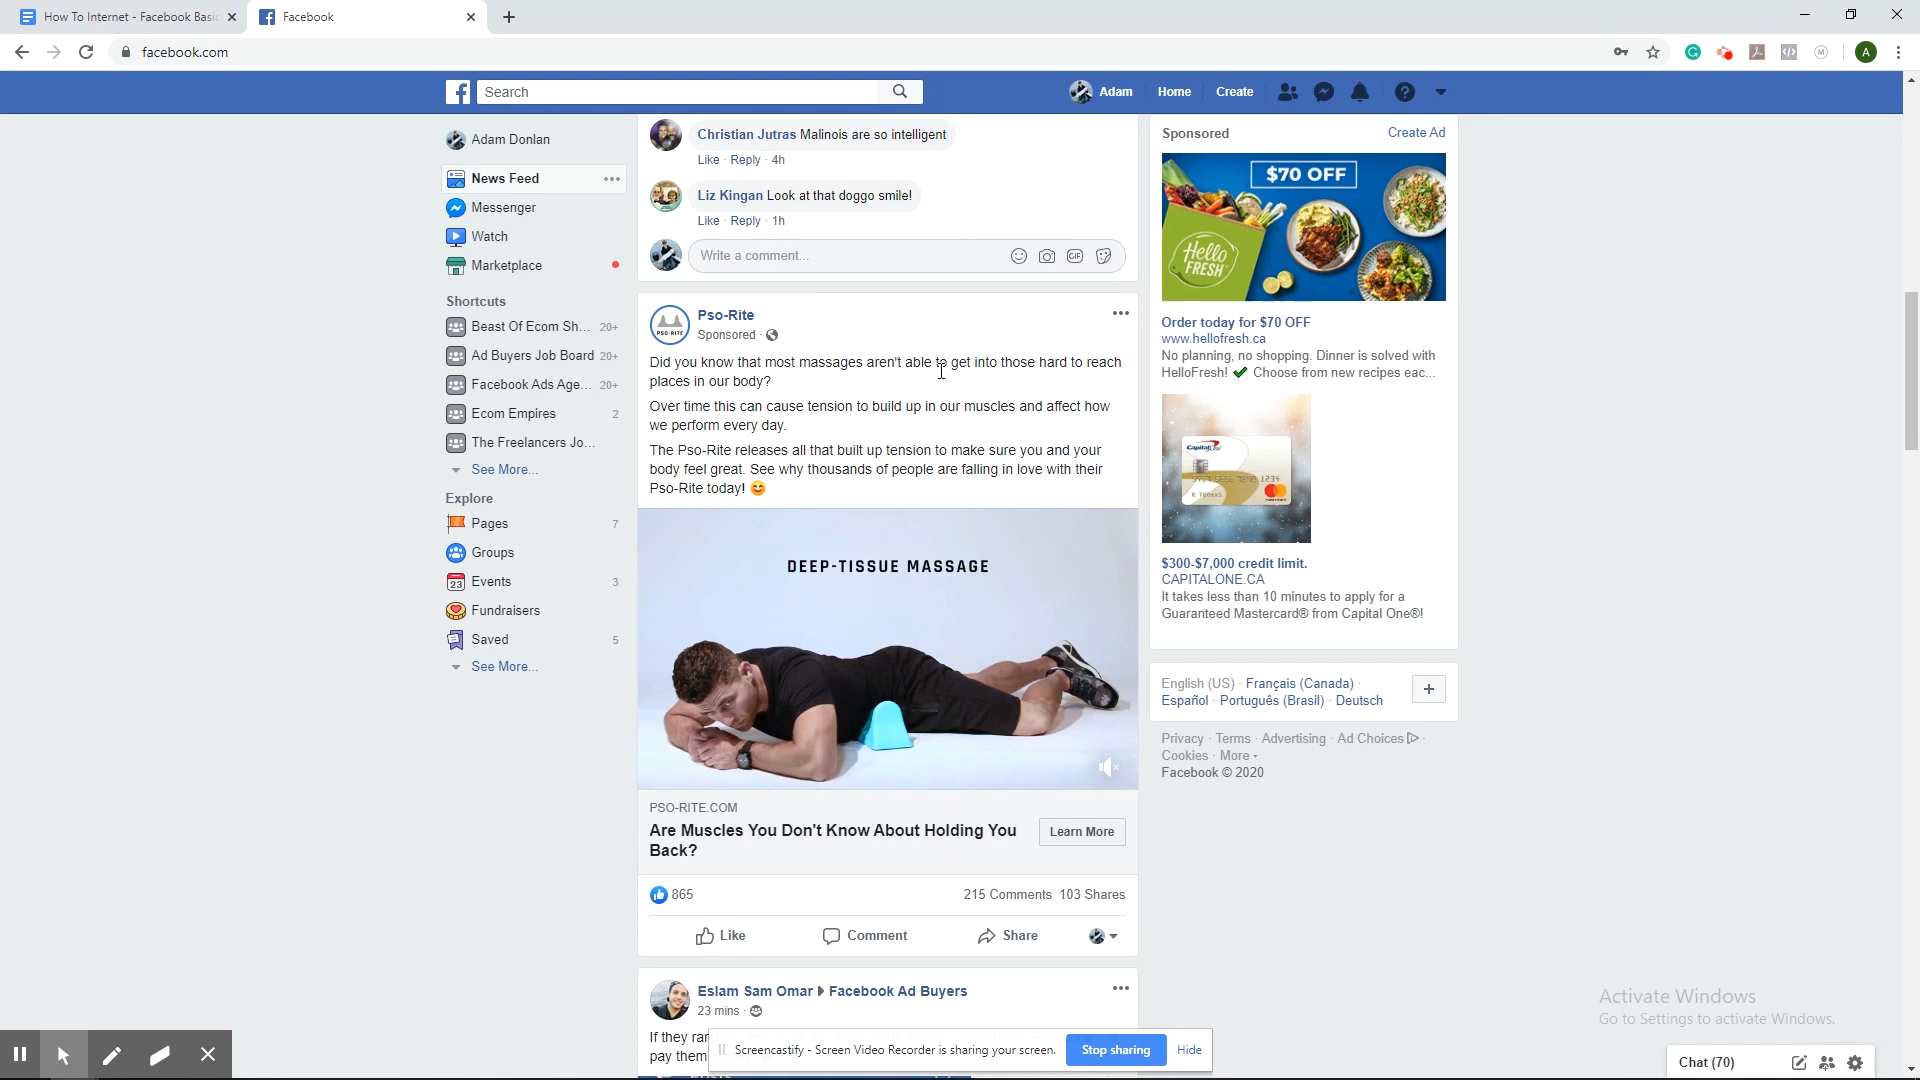 How To Internet - Facebook Basic
Facebook
facebook.com
A
Search
Adam
Home
Create
Adam Donlan
News Feed
Messenger
Watch
Marketplace
Shortcuts
Beast Of Ecom Sh... 20+
Ad Buyers Job Board 20+
Facebook Ads Age... 20+
Ecom Empires 2
The Freelancers Jo...
See More...
Explore
Pages 7
Groups
23 Events 3
Fundraisers
Saved 5
See More...
Christian Jutras Malinois are so intelligent
Like · Reply · 4h
Liz Kingan Look at that doggo smile!
Like · Reply · 1h
Write a comment...
GIF
PSO-RITE
Pso-Rite
Sponsored ·
Did you know that most massages aren't able to get into those hard to reach
places in our body?
Over time this can cause tension to build up in our muscles and affect how
we perform every day.
The Pso-Rite releases all that built up tension to make sure you and your
body feel great. See why thousands of people are falling in love with their
Pso-Rite today! 😊
DEEP-TISSUE MASSAGE
PSO-RITE.COM
Are Muscles You Don't Know About Holding You
Back?
Learn More
865
215 Comments 103 Shares
Like
Comment
Share
Eslam Sam Omar ▸ Facebook Ad Buyers
23 mins ·
If they
pay them
Sponsored
Create Ad
$70 OFF
Hello
FRESH
Order today for $70 OFF
www.hellofresh.ca
No planning, no shopping. Dinner is solved with
HelloFresh! ✔ Choose from new recipes eac...
Capital One
R THOMAS
$300-$7,000 credit limit.
CAPITALONE.CA
It takes less than 10 minutes to apply for a
Guaranteed Mastercard® from Capital One®!
English (US) · Français (Canada) ·
Español · Português (Brasil) · Deutsch
Privacy · Terms · Advertising · Ad Choices ·
Cookies · More
Facebook © 2020
Activate Windows
Go to Settings to activate Windows.
Screencastify - Screen Video Recorder is sharing your screen.
Stop sharing
Hide
Chat (70)